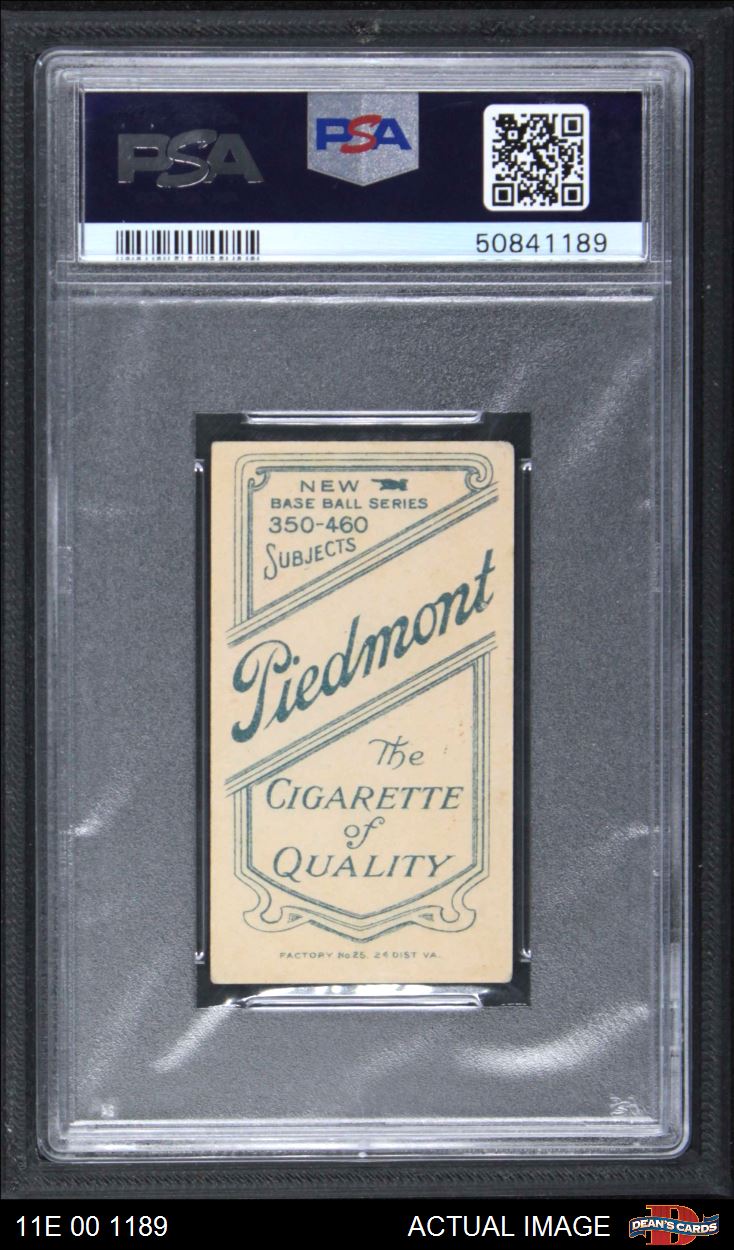 PSA
PSA
50841189
NEW
BASE BALL SERIES
350-460
SUBJECTS
Piedmont
The
CIGARETTE
of
QUALITY
FACTORY No 25. 2d DIST VA.
11E 00 1189
ACTUAL IMAGE
D
DEAN'S CARDS